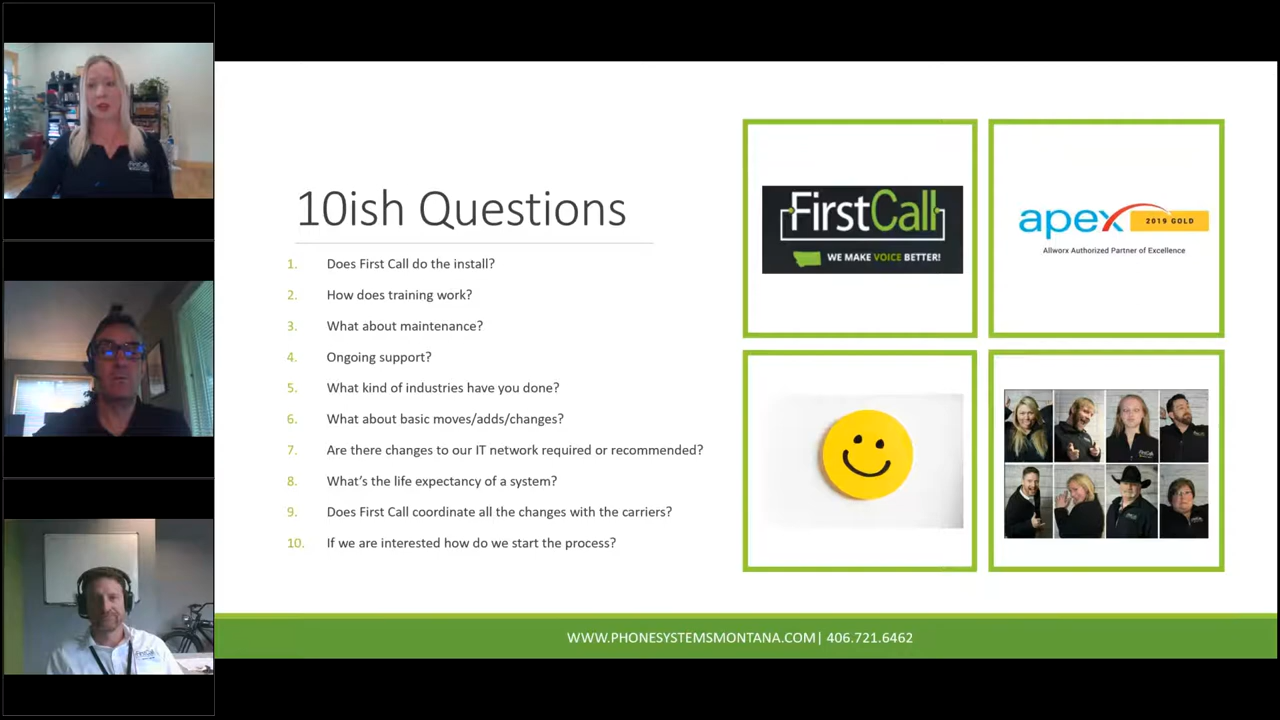 10ish Questions
1. Does First Call do the install?
2. How does training work?
3. What about maintenance?
4. Ongoing support?
5. What kind of industries have you done?
6. What about basic moves/adds/changes?
7. Are there changes to our IT network required or recommended?
8. What's the life expectancy of a system?
9. Does First Call coordinate all the changes with the carriers?
10. If we are interested how do we start the process?
FirstCall
WE MAKE VOICE BETTER!
apex 2019 GOLD
Allworx Authorized Partner of Excellence
WWW.PHONESYSTEMSMONTANA.COM| 406.721.6462
FirstCall
FirstCall